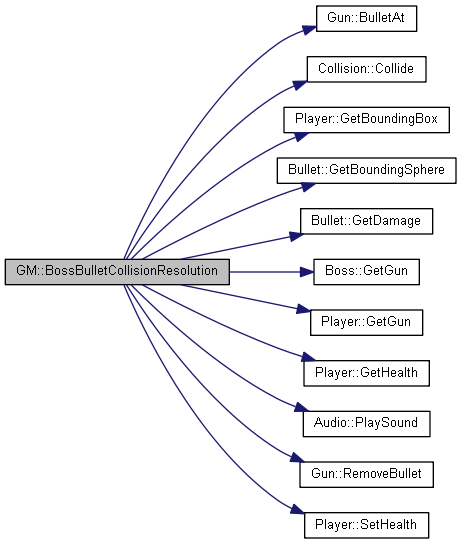 Gun::BulletAt
Collision::Collide
Player::GetBoundingBox
Bullet::GetBoundingSphere
Bullet::GetDamage
GM::BossBulletCollisionResolution
Boss::GetGun
Player::GetGun
Player::GetHealth
Audio::PlaySound
Gun::RemoveBullet
Player::SetHealth